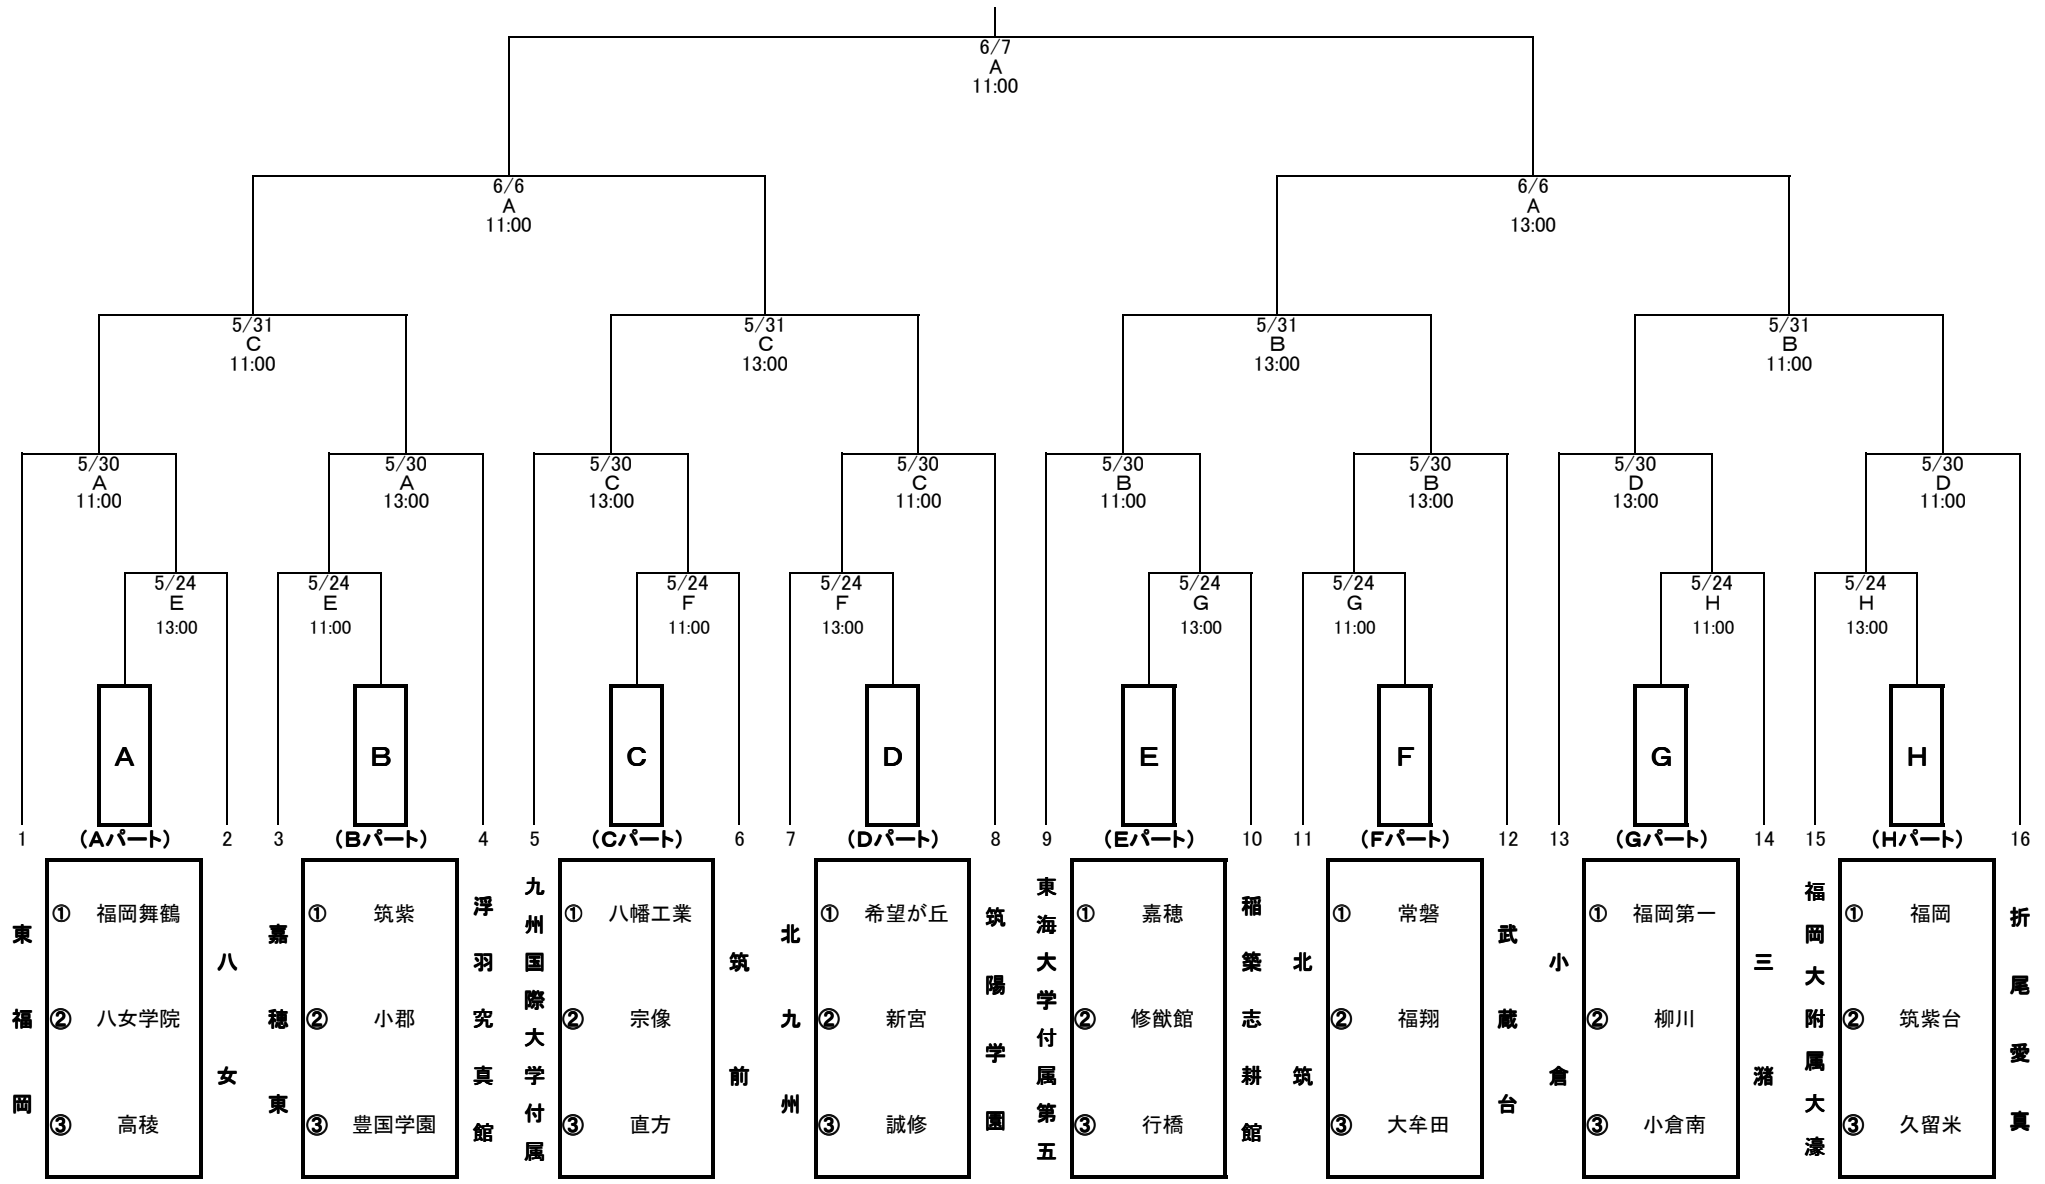 6/7
A
11:00
6/6
A
11:00
6/6
A
13:00
5/31
C
11:00
5/31
C
13:00
5/31
B
13:00
5/31
B
11:00
5/30
A
11:00
5/30
A
13:00
5/30
C
13:00
5/30
C
11:00
5/30
B
11:00
5/30
B
13:00
5/30
D
13:00
5/30
D
11:00
5/24
E
13:00
5/24
E
11:00
5/24
F
11:00
5/24
F
13:00
5/24
G
13:00
5/24
G
11:00
5/24
H
11:00
5/24
H
13:00
A
B
C
D
E
F
G
H
1 (Aパート) 2 3 (Bパート) 4 5 (Cパート) 6 7 (Dパート) 8 9 (Eパート) 10 11 (Fパート) 12 13 (Gパート) 14 15 (Hパート) 16
東福岡
① 福岡舞鶴
② 八女学院
③ 高稜
八女
嘉穂東
① 筑紫
② 小郡
③ 豊国学園
浮羽究真館
九州国際大学付属
① 八幡工業
② 宗像
③ 直方
筑前
北九州
① 希望が丘
② 新宮
③ 誠修
筑陽学園
東海大学付属第五
① 嘉穂
② 修猷館
③ 行橋
稲築志耕館
北筑
① 常磐
② 福翔
③ 大牟田
武蔵台
小倉
① 福岡第一
② 柳川
③ 小倉南
三潴
福岡大附属大濠
① 福岡
② 筑紫台
③ 久留米
折尾愛真